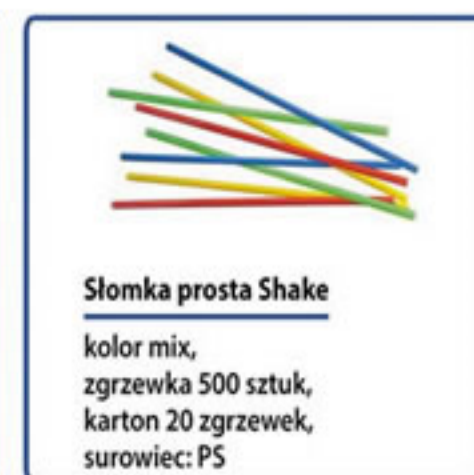 Słomka prosta Shake
kolor mix,
zgrzewka 500 sztuk,
karton 20 zgrzewek,
surowiec: PS